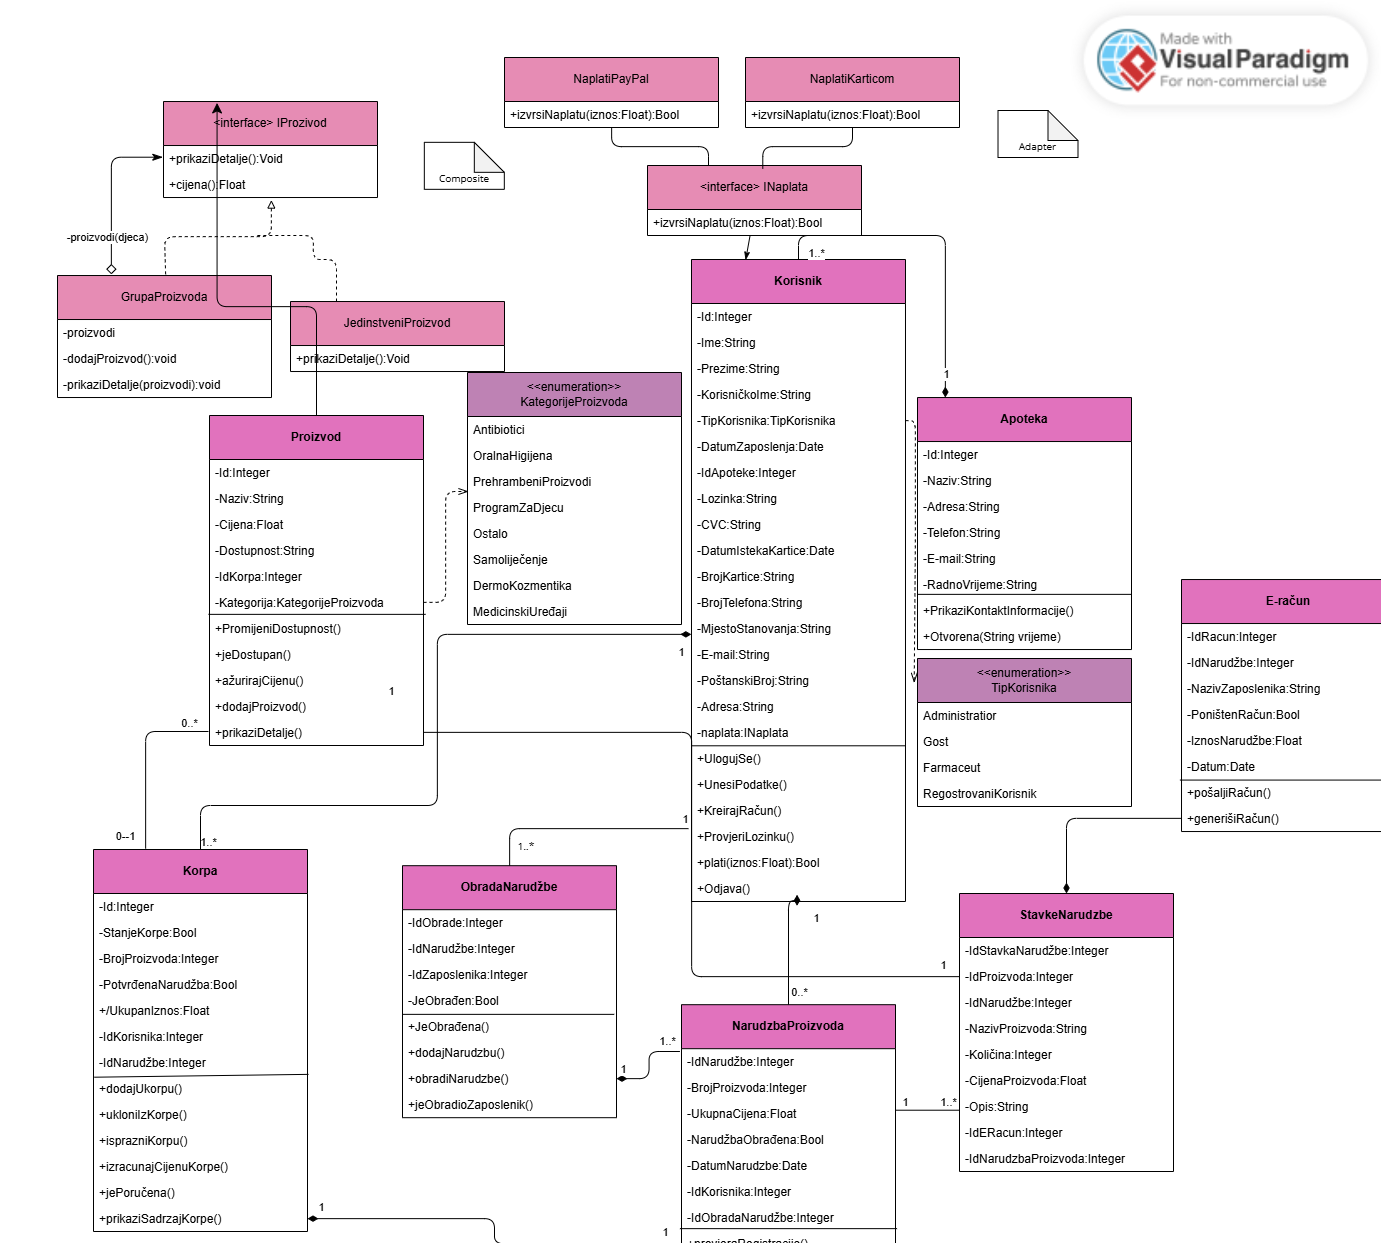 Made with
VisualParadigm
For non-commercial use
NaplatiPayPal
+izvrsiNaplatu(iznos:Float):Bool
NaplatiKarticom
+izvrsiNaplatu(iznos:Float):Bool
<interface> IProzivod
+prikaziDetalje():Void
+cijena():Float
Composite
Adapter
<interface> INaplata
+izvrsiNaplatu(iznos:Float):Bool
-proizvodi(djeca)
1..*
1
GrupaProizvoda
-proizvodi
-dodajProizvod():void
-prikaziDetalje(proizvodi):void
JedinstveniProizvod
+prikaziDetalje():Void
<<enumeration>>
KategorijeProizvoda
Antibiotici
OralnaHigijena
PrehrambeniProizvodi
ProgramZaDjecu
Ostalo
Samoliječenje
DermoKozmentika
MedicinskiUređaji
Korisnik
-Id:Integer
-Ime:String
-Prezime:String
-KorisničkoIme:String
-TipKorisnika:TipKorisnika
-DatumZaposlenja:Date
-IdApoteke:Integer
-Lozinka:String
-CVC:String
-DatumIstekaKartice:Date
-BrojKartice:String
-BrojTelefona:String
-MjestoStanovanja:String
-E-mail:String
-PoštanskiBroj:String
-Adresa:String
-naplata:INaplata
+UlogujSe()
+UnesiPodatke()
+KreirajRačun()
+ProvjeriLozinku()
+plati(iznos:Float):Bool
+Odjava()
Apoteka
-Id:Integer
-Naziv:String
-Adresa:String
-Telefon:String
-E-mail:String
-RadnoVrijeme:String
+PrikaziKontaktInformacije()
+Otvorena(String vrijeme)
<<enumeration>>
TipKorisnika
Administratior
Gost
Farmaceut
RegostrovaniKorisnik
E-račun
-IdRacun:Integer
-IdNarudžbe:Integer
-NazivZaposlenika:String
-PoništenRačun:Bool
-IznosNarudžbe:Float
-Datum:Date
+pošaljiRačun()
+generišiRačun()
Proizvod
-Id:Integer
-Naziv:String
-Cijena:Float
-Dostupnost:String
-IdKorpa:Integer
-Kategorija:KategorijeProizvoda
+PromijeniDostupnost()
+jeDostupan()
+ažurirajCijenu()
+dodajProizvod()
+prikaziDetalje()
1
1
0..*
0--1
1..*
1
1..*
Korpa
-Id:Integer
-StanjeKorpe:Bool
-BrojProizvoda:Integer
-PotvrđenaNarudžba:Bool
+/UkupanIznos:Float
-IdKorisnika:Integer
-IdNarudžbe:Integer
+dodajUkorpu()
+ukloniIzKorpe()
+isprazniKorpu()
+izracunajCijenuKorpe()
+jePoručena()
+prikaziSadrzajKorpe()
1
ObradaNarudžbe
-IdObrade:Integer
-IdNarudžbe:Integer
-IdZaposlenika:Integer
-JeObrađen:Bool
+JeObrađena()
+dodajNarudzbu()
+obradiNarudzbe()
+jeObradioZaposlenik()
1
1..*
1
0..*
1
NarudzbaProizvoda
-IdNarudžbe:Integer
-BrojProizvoda:Integer
-UkupnaCijena:Float
-NarudžbaObrađena:Bool
-DatumNarudzbe:Date
-IdKorisnika:Integer
-IdObradaNarudžbe:Integer
+provjeraRegistracije()
1
1
1..*
StavkeNarudzbe
-IdStavkaNarudžbe:Integer
-IdProizvoda:Integer
-IdNarudžbe:Integer
-NazivProizvoda:String
-Količina:Integer
-CijenaProizvoda:Float
-Opis:String
-IdERacun:Integer
-IdNarudzbaProizvoda:Integer